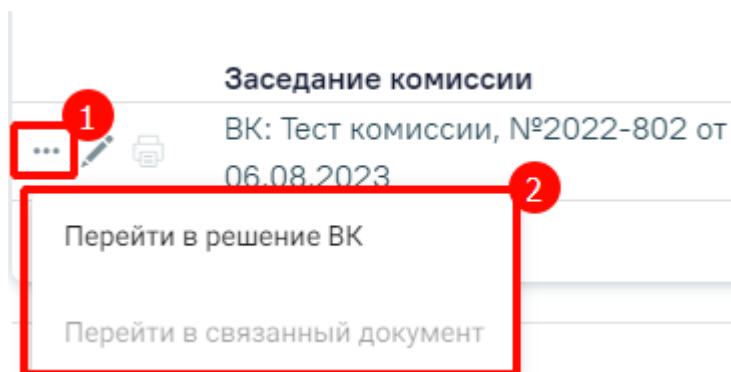 Заседание комиссии
1
ВК: Тест комиссии, №2022-802 от
06.08.2023
2
Перейти в решение ВК
Перейти в связанный документ